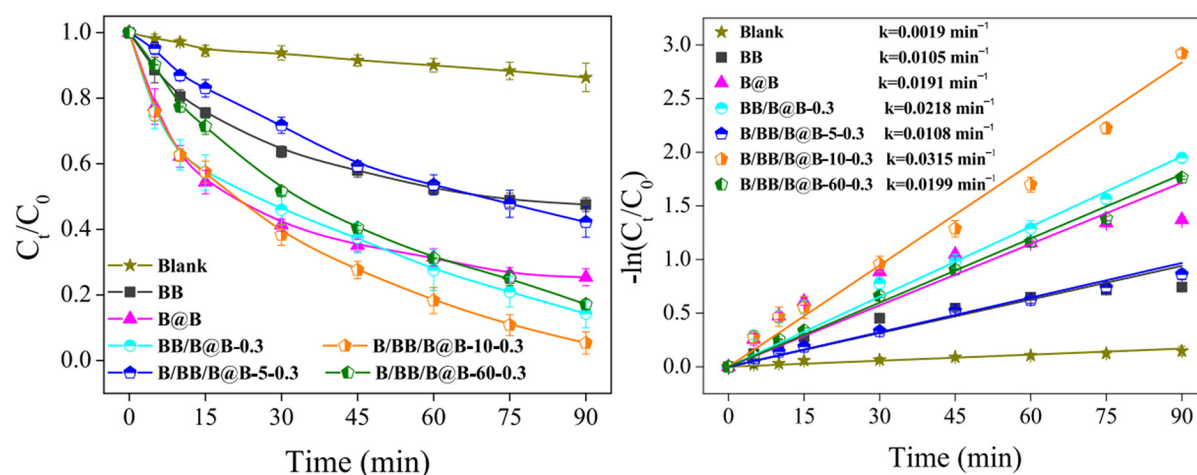 1.0
0.8
0.6
0.4
0.2
0.0
Cₜ/C₀
Blank
BB
B@B
BB/B@B-0.3
B/BB/B@B-5-0.3
B/BB/B@B-10-0.3
B/BB/B@B-60-0.3
0 15 30 45 60 75 90
Time (min)
3.0
2.5
2.0
1.5
1.0
0.5
0.0
-ln(Cₜ/C₀)
Blank k=0.0019 min⁻¹
BB k=0.0105 min⁻¹
B@B k=0.0191 min⁻¹
BB/B@B-0.3 k=0.0218 min⁻¹
B/BB/B@B-5-0.3 k=0.0108 min⁻¹
B/BB/B@B-10-0.3 k=0.0315 min⁻¹
B/BB/B@B-60-0.3 k=0.0199 min⁻¹
0 15 30 45 60 75 90
Time (min)